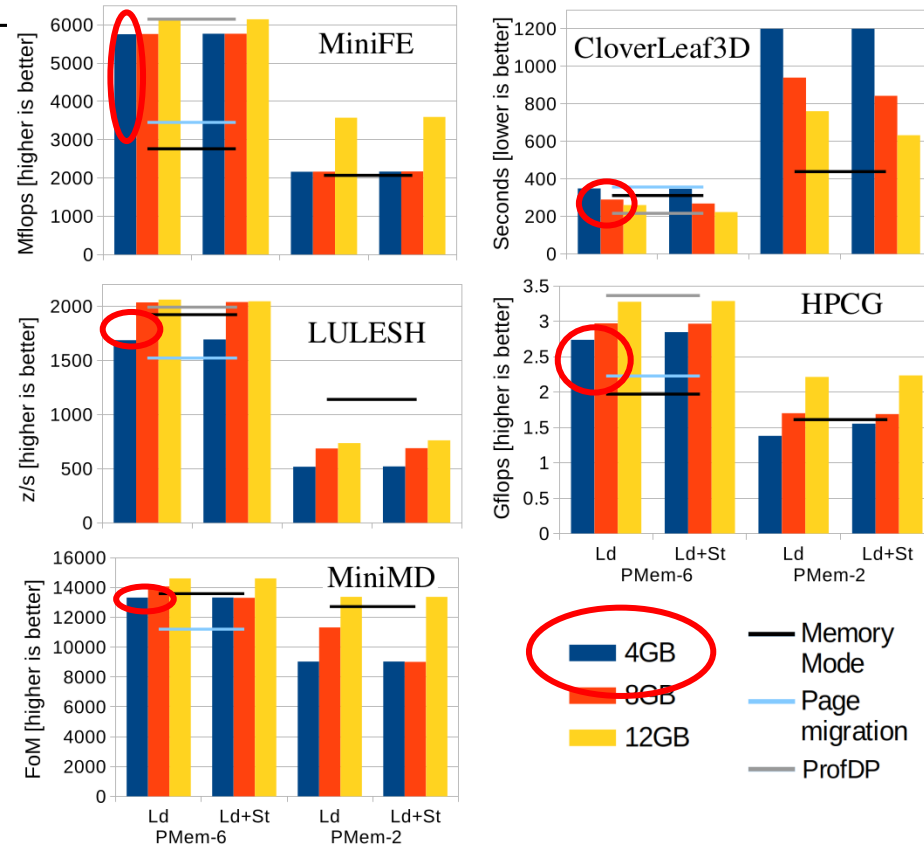 MiniFE
Mflops [higher is better]
6000
5000
4000
3000
2000
1000
0
CloverLeaf3D
Seconds [lower is better]
1200
1000
800
600
400
200
0
LULESH
z/s [higher is better]
2000
1500
1000
500
0
HPCG
Gflops [higher is better]
3.5
3
2.5
2
1.5
1
0.5
0
Ld Ld+St Ld Ld+St
PMem-6 PMem-2
MiniMD
FoM [higher is better]
16000
14000
12000
10000
8000
6000
4000
2000
0
Ld Ld+St Ld Ld+St
PMem-6 PMem-2
4GB
8GB
12GB
Memory
Mode
Page
migration
ProfDP